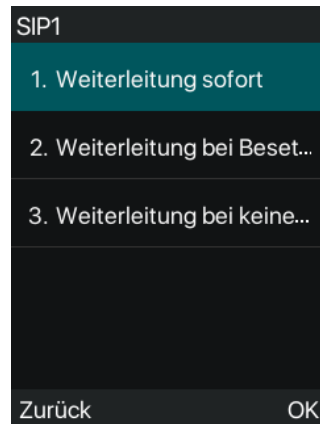 SIP1
1. Weiterleitung sofort
2. Weiterleitung bei Beset...
3. Weiterleitung bei keine...
Zurück OK